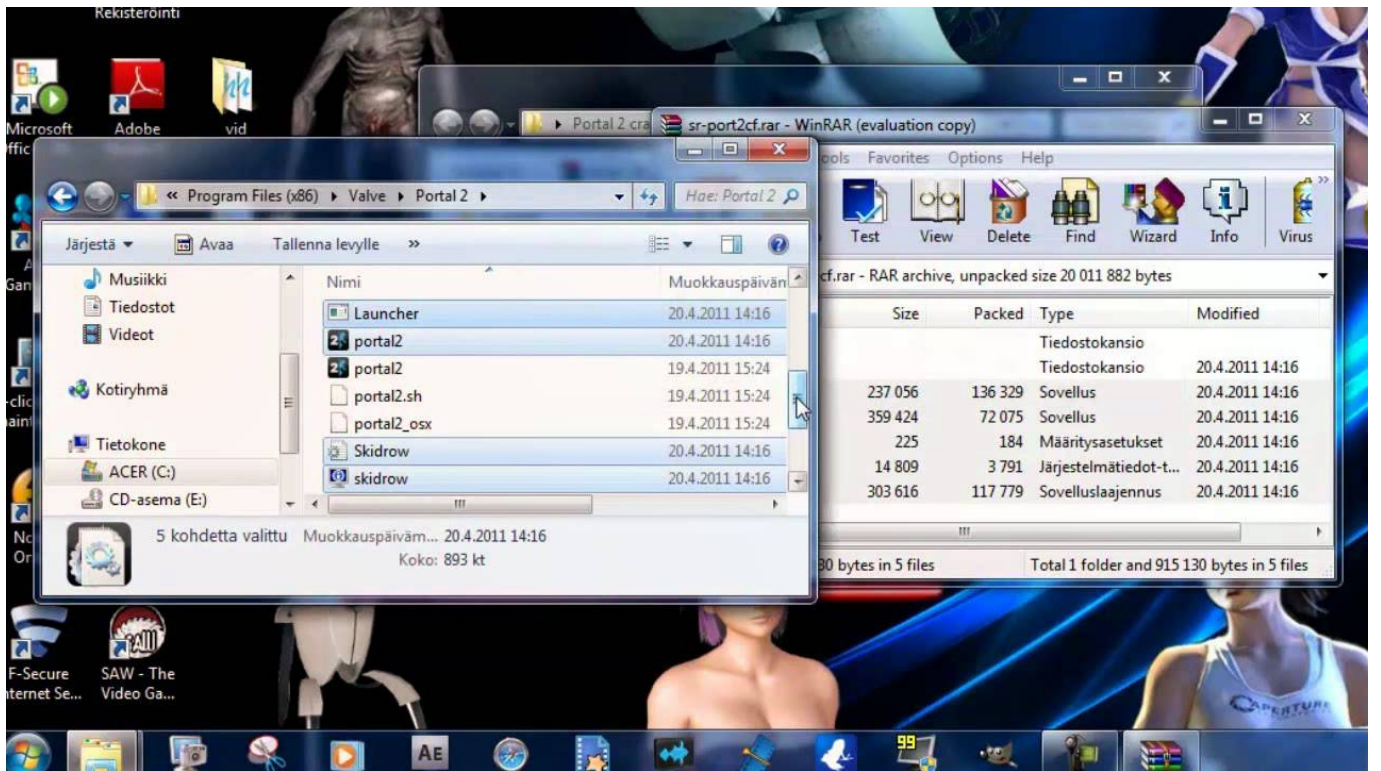 Rekisteröinti
Microsoft
Adobe
vid
Portal 2 cra
sr-port2cf.rar - WinRAR (evaluation copy)
Favorites Options Help
Test View Delete Find Wizard Info Virus
cf.rar - RAR archive, unpacked size 20 011 882 bytes
Size Packed Type Modified
Tiedostokansio
Tiedostokansio 20.4.2011 14:16
237 056 136 329 Sovellus 20.4.2011 14:16
359 424 72 075 Sovellus 20.4.2011 14:16
225 184 Määritysasetukset 20.4.2011 14:16
14 809 3 791 Järjestelmätiedot-t... 20.4.2011 14:16
303 616 117 779 Sovelluslaajennus 20.4.2011 14:16
30 bytes in 5 files
Total 1 folder and 915 130 bytes in 5 files
« Program Files (x86) Valve Portal 2
Hae: Portal 2
Järjestä Avaa Tallenna levylle »
Musiikki
Tiedostot
Videot
Kotiryhmä
Tietokone
ACER (C:)
CD-asema (E:)
Nimi Muokkauspäivän
Launcher 20.4.2011 14:16
portal2 20.4.2011 14:16
portal2 19.4.2011 15:24
portal2.sh 19.4.2011 15:24
portal2_osx 19.4.2011 15:24
Skidrow 20.4.2011 14:16
skidrow 20.4.2011 14:16
5 kohdetta valittu Muokkauspäiväm... 20.4.2011 14:16
Koko: 893 kt
F-Secure
Se...
SAW - The
Video Ga...
AE
99